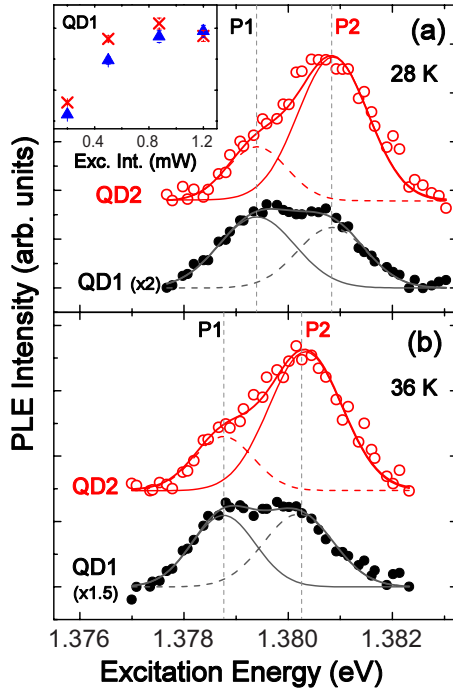 QD1
0.4 0.8 1.2
Exc. Int. (mW)
P1 P2
(a)
28 K
QD2
QD1 (x2)
PLE Intensity (arb. units)
P1 P2
(b)
36 K
QD2
QD1
(x1.5)
1.376 1.378 1.380 1.382
Excitation Energy (eV)